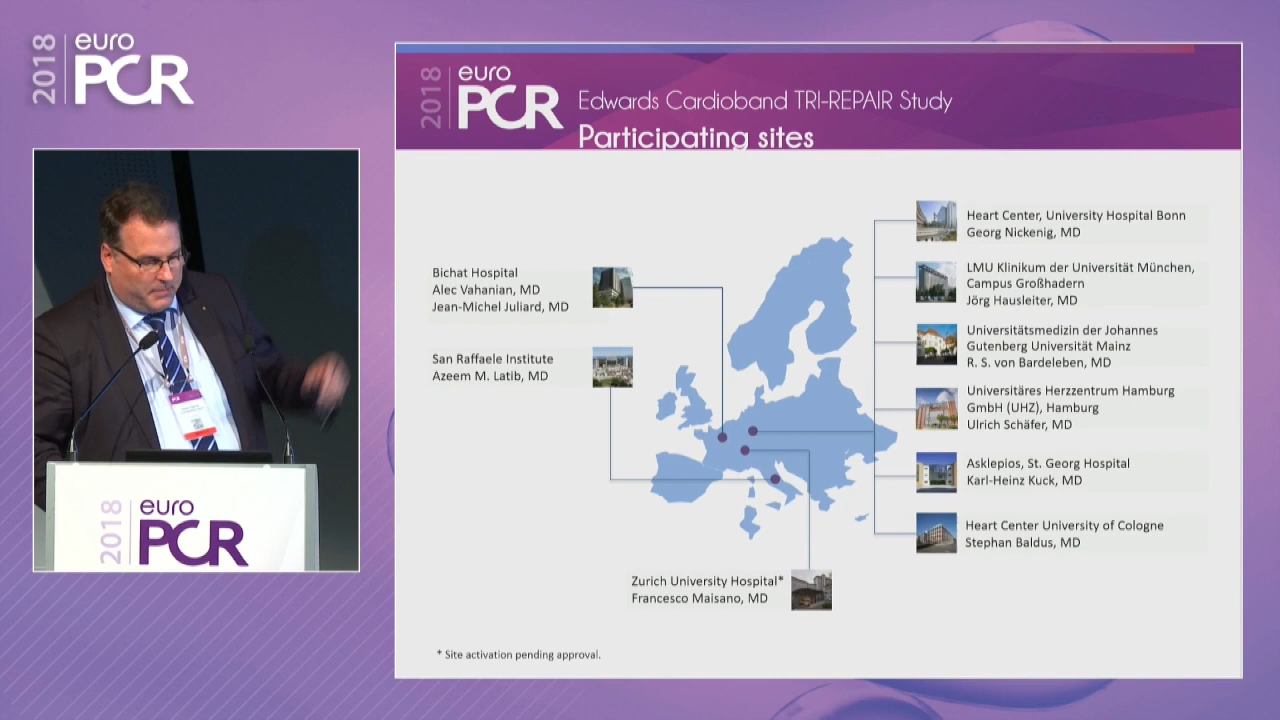 2018 euro PCR
2018 euro PCR
Edwards Cardioband TRI-REPAIR Study
Participating sites
Bichat Hospital
Alec Vahanian, MD
Jean-Michel Juliard, MD
San Raffaele Institute
Azeem M. Latib, MD
Heart Center, University Hospital Bonn
Georg Nickenig, MD
LMU Klinikum der Universität München,
Campus Großhadern
Jörg Hausleiter, MD
Universitätsmedizin der Johannes
Gutenberg Universität Mainz
R. S. von Bardeleben, MD
Universitäres Herzzentrum Hamburg
GmbH (UHZ), Hamburg
Ulrich Schäfer, MD
Asklepios, St. Georg Hospital
Karl-Heinz Kuck, MD
Heart Center University of Cologne
Stephan Baldus, MD
Zurich University Hospital*
Francesco Maisano, MD
* Site activation pending approval.
2018 euro PCR